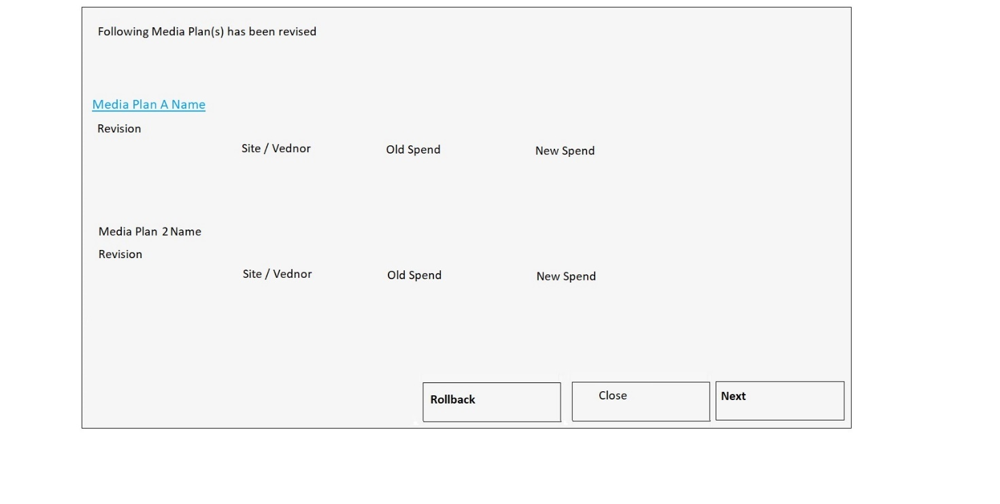 Following Media Plan(s) has been revised
Media Plan A Name
Revision
Site / Vednor Old Spend New Spend
Media Plan 2 Name
Revision
Site / Vednor Old Spend New Spend
Rollback Close Next